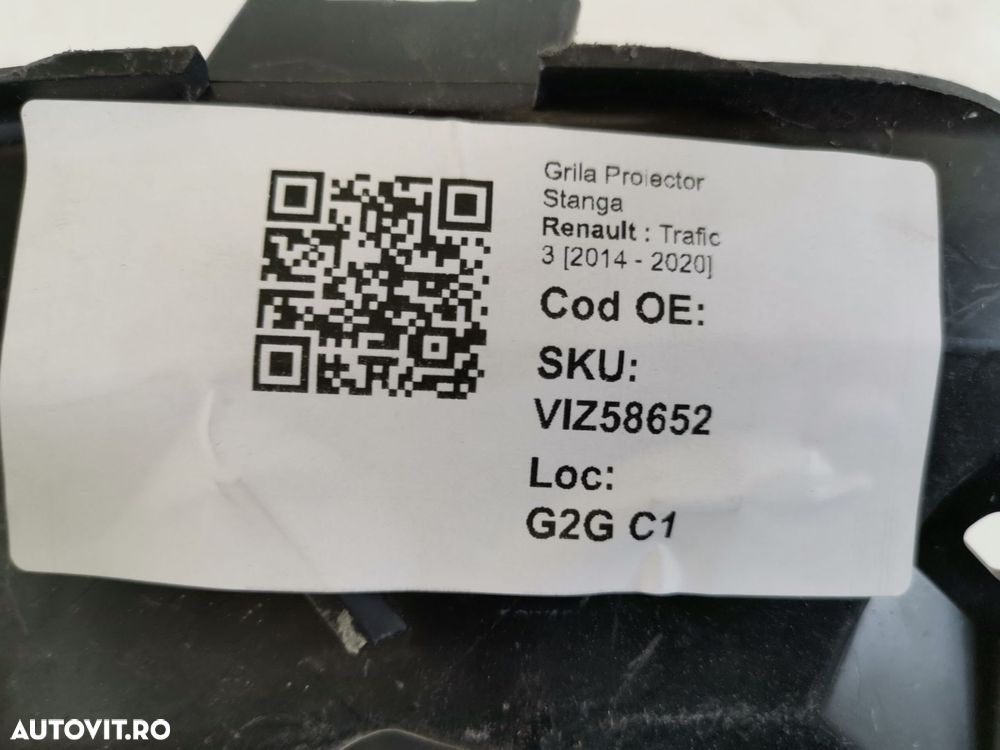 Grila Proiector
Stanga
Renault : Trafic
3 [2014 - 2020]
Cod OE:
SKU:
VIZ58652
Loc:
G2G C1
AUTOVIT.RO